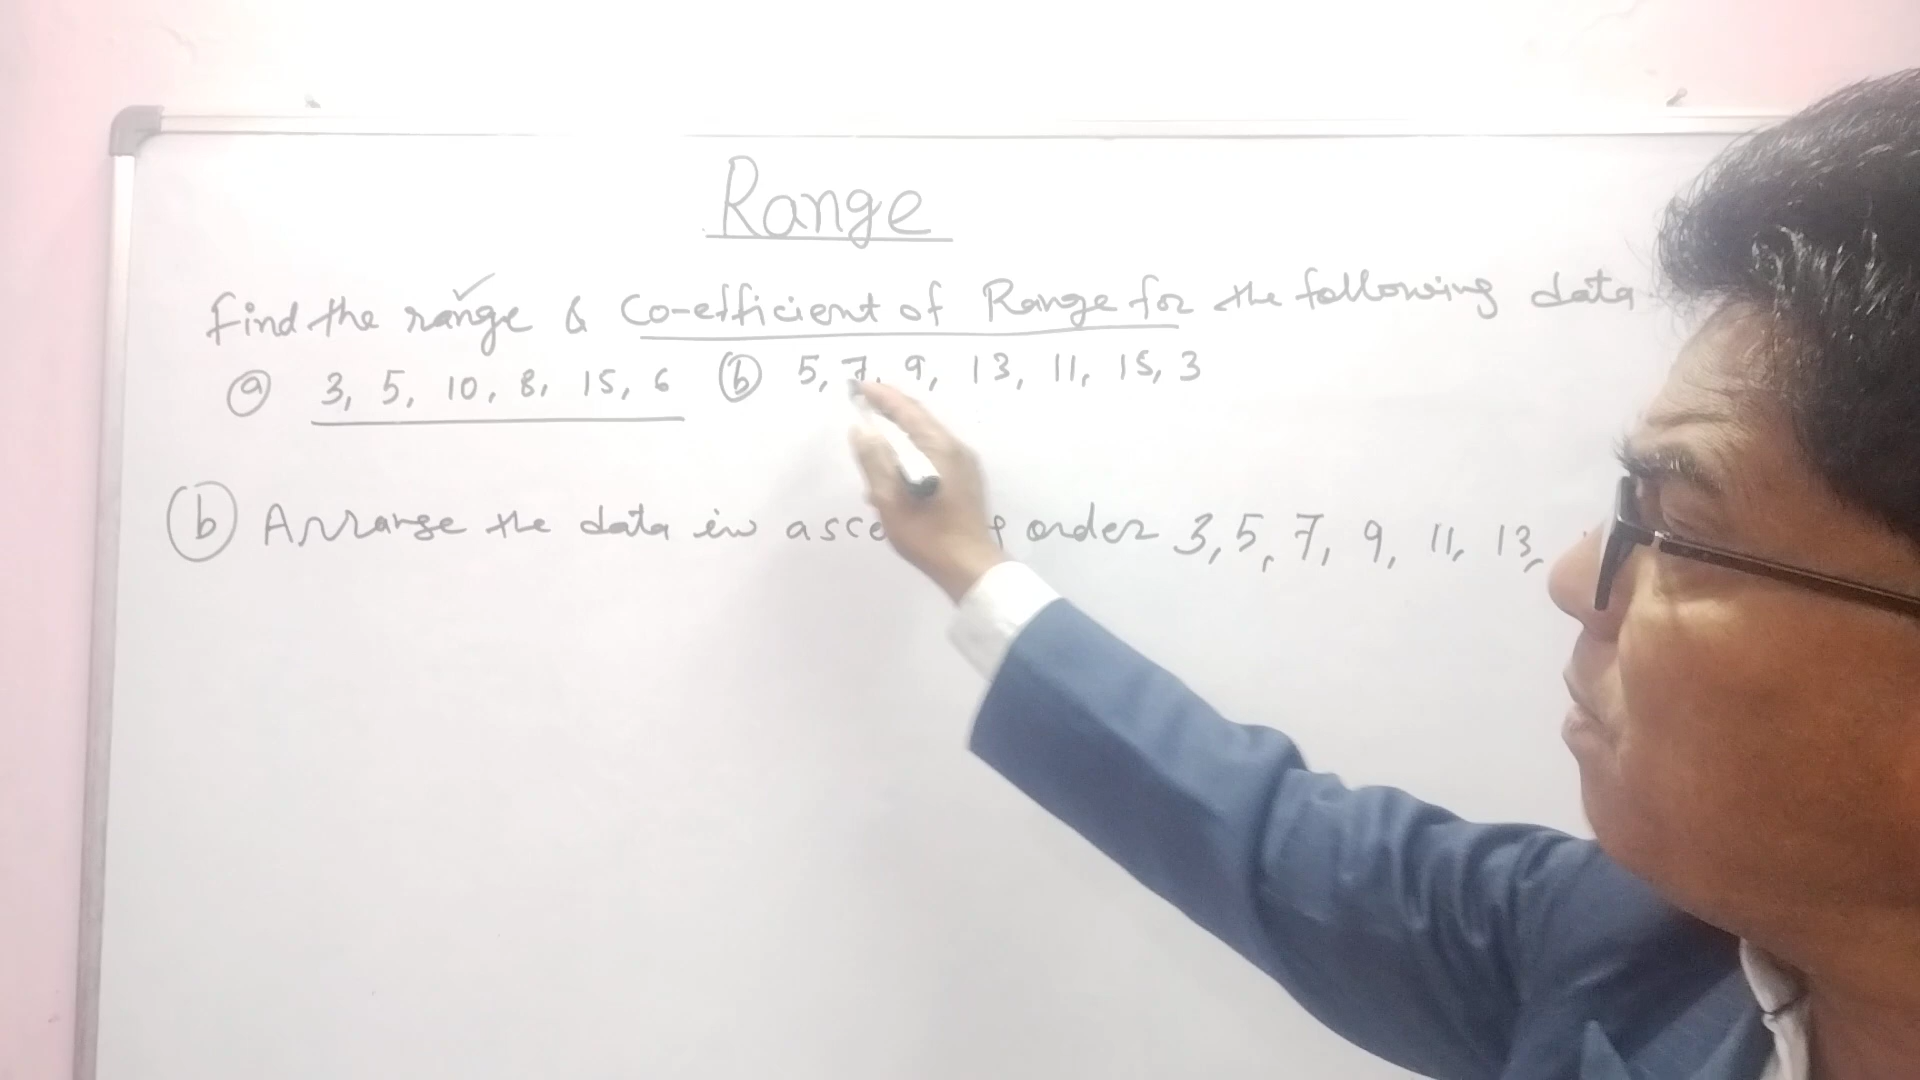 Range
Find the range & Co-efficient of Range for the following data
(a) 3, 5, 10, 8, 15, 6 (b) 5, 7, 9, 13, 11, 15, 3
(b) Arrange the data in order 3, 5, 7, 9, 11, 13,